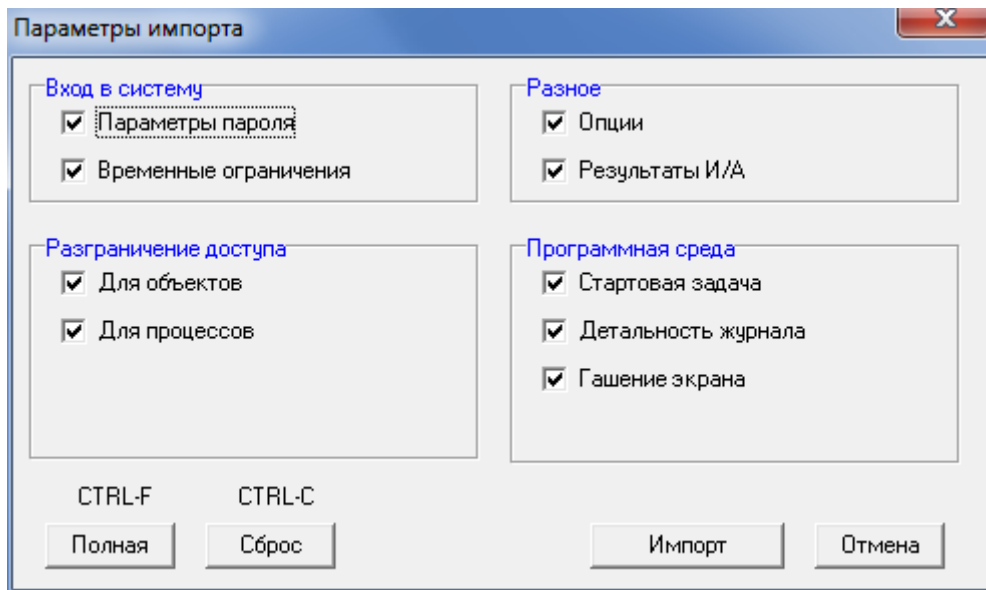 Параметры импорта
Вход в систему
Параметры пароля
Временные ограничения
Разное
Опции
Результаты И/А
Разграничение доступа
Для объектов
Для процессов
Программная среда
Стартовая задача
Детальность журнала
Гашение экрана
CTRL-F CTRL-C
Полная Сброс Импорт Отмена